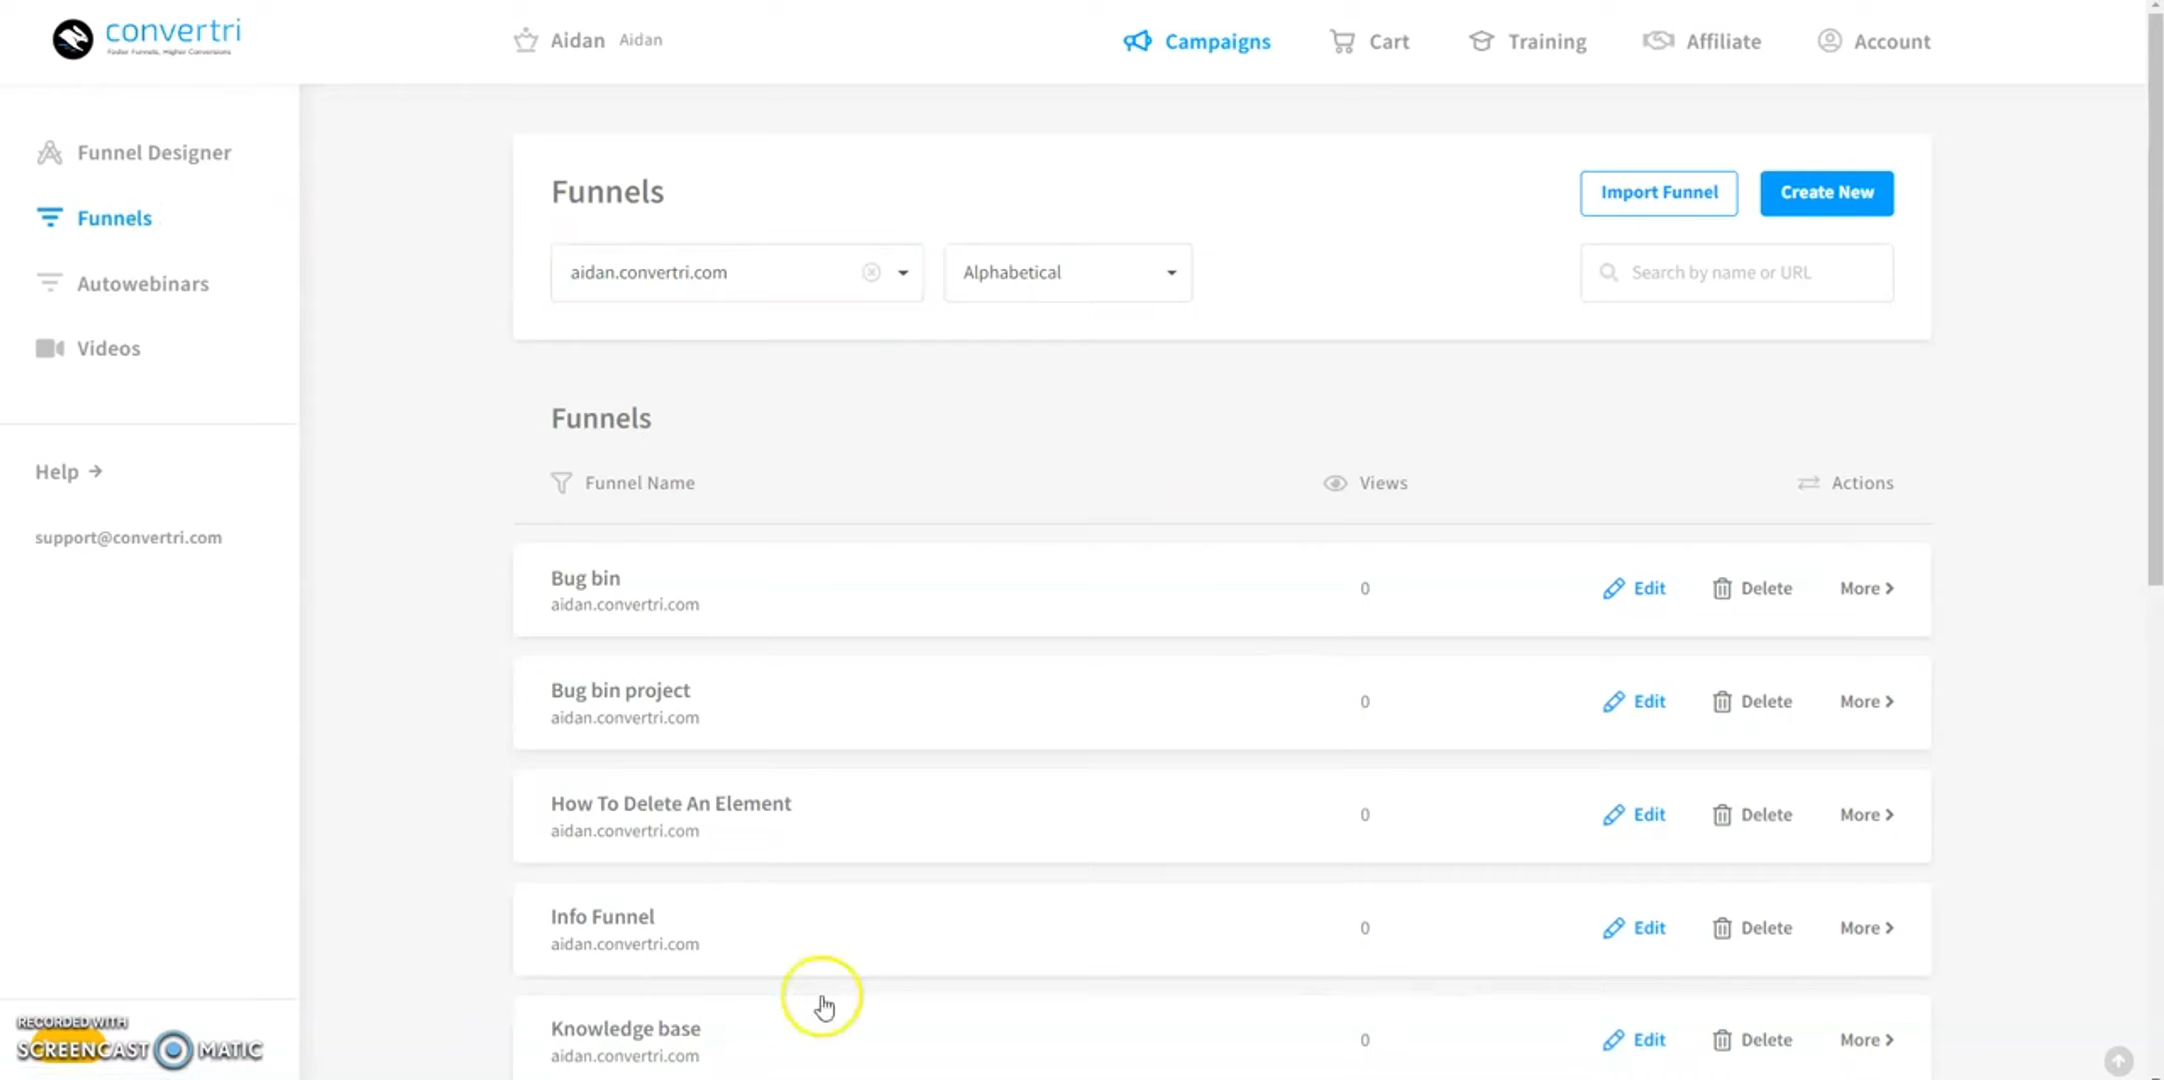 convertri
Faster Funnels, Higher Conversions
Aidan Aidan
Campaigns
Cart
Training
Affiliate
Account
Funnel Designer
Funnels
Autowebinars
Videos
Help →
support@convertri.com
Funnels
Import Funnel
Create New
aidan.convertri.com
Alphabetical
Search by name or URL
Funnels
Funnel Name
Views
Actions
Bug bin
aidan.convertri.com
0
Edit
Delete
More >
Bug bin project
aidan.convertri.com
0
Edit
Delete
More >
How To Delete An Element
aidan.convertri.com
0
Edit
Delete
More >
Info Funnel
aidan.convertri.com
0
Edit
Delete
More >
Knowledge base
aidan.convertri.com
0
Edit
Delete
More >
RECORDED WITH
SCREENCAST MATIC